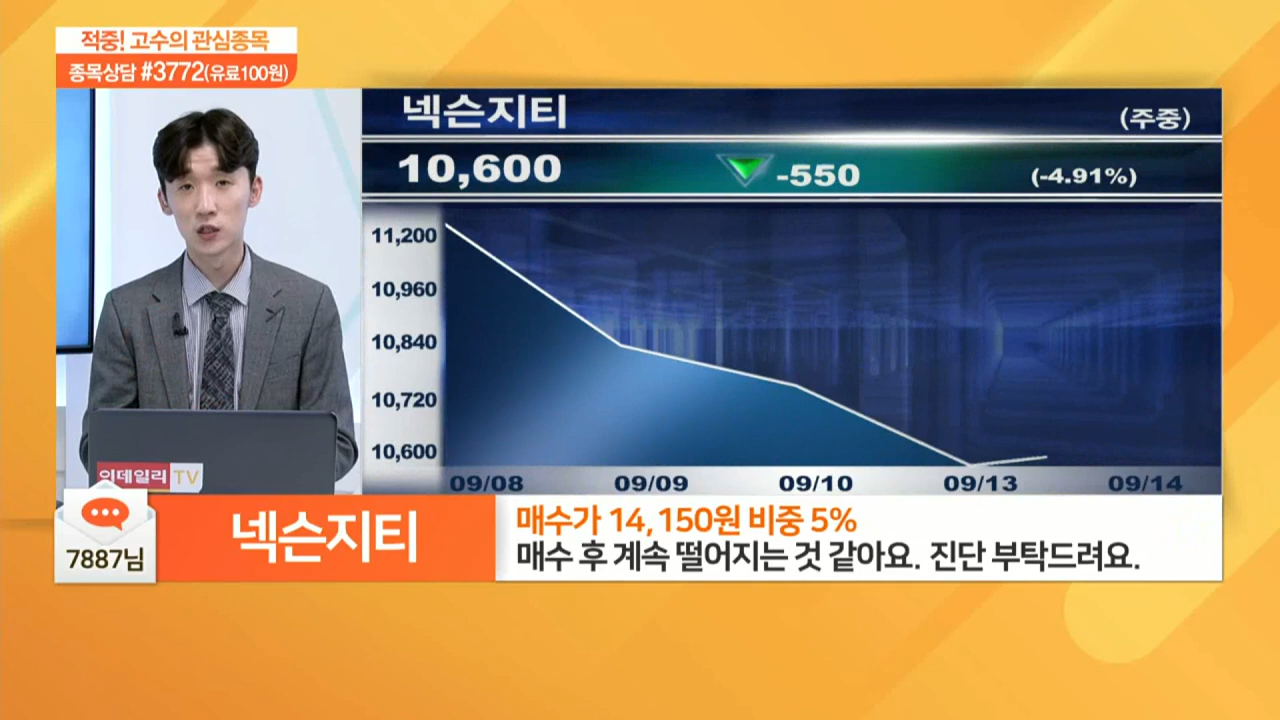 적중! 고수의 관심종목
종목상담 #3772(유료100원)
넥슨지티
(주중)
10,600
-550
(-4.91%)
11,200
10,960
10,840
10,720
10,600
09/08
09/09
09/10
09/13
09/14
이데일리 TV
7887님
넥슨지티
매수가 14,150원 비중 5%
매수 후 계속 떨어지는 것 같아요. 진단 부탁드려요.